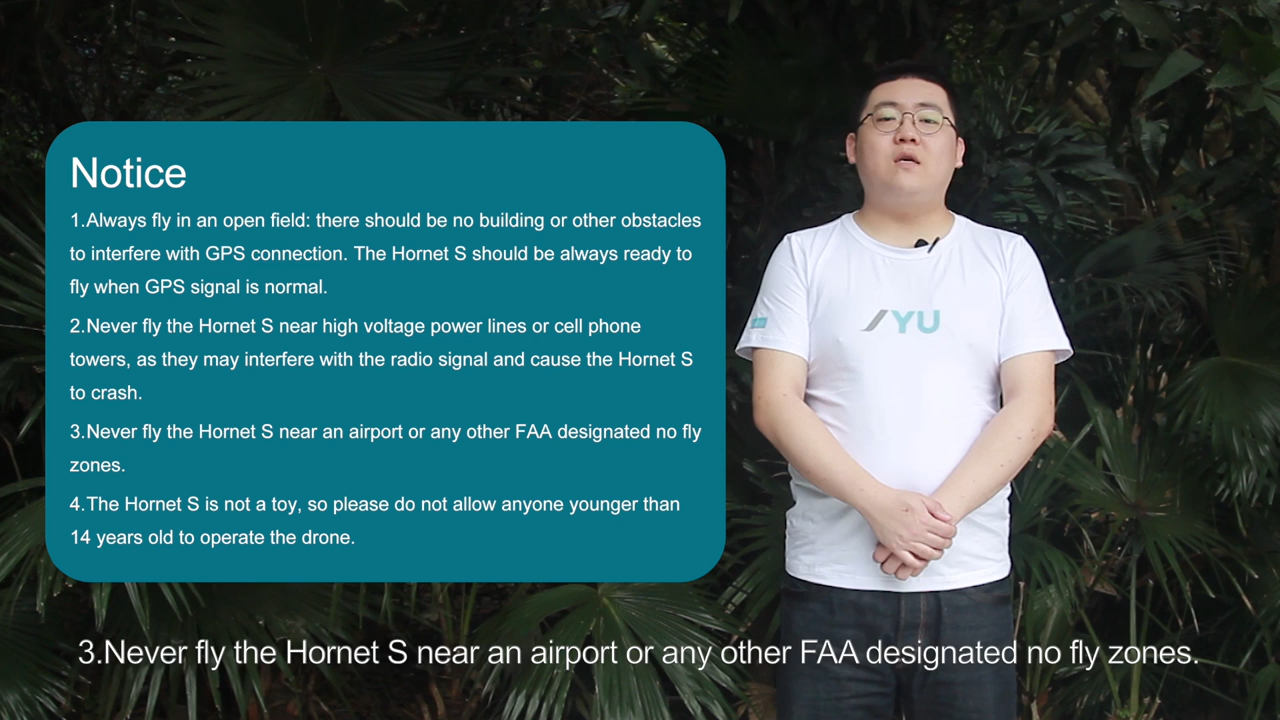 Notice
1.Always fly in an open field: there should be no building or other obstacles
to interfere with GPS connection. The Hornet S should be always ready to
fly when GPS signal is normal.
2.Never fly the Hornet S near high voltage power lines or cell phone
towers, as they may interfere with the radio signal and cause the Hornet S
to crash.
3.Never fly the Hornet S near an airport or any other FAA designated no fly
zones.
4.The Hornet S is not a toy, so please do not allow anyone younger than
14 years old to operate the drone.
/YU
3.Never fly the Hornet S near an airport or any other FAA designated no fly zones.